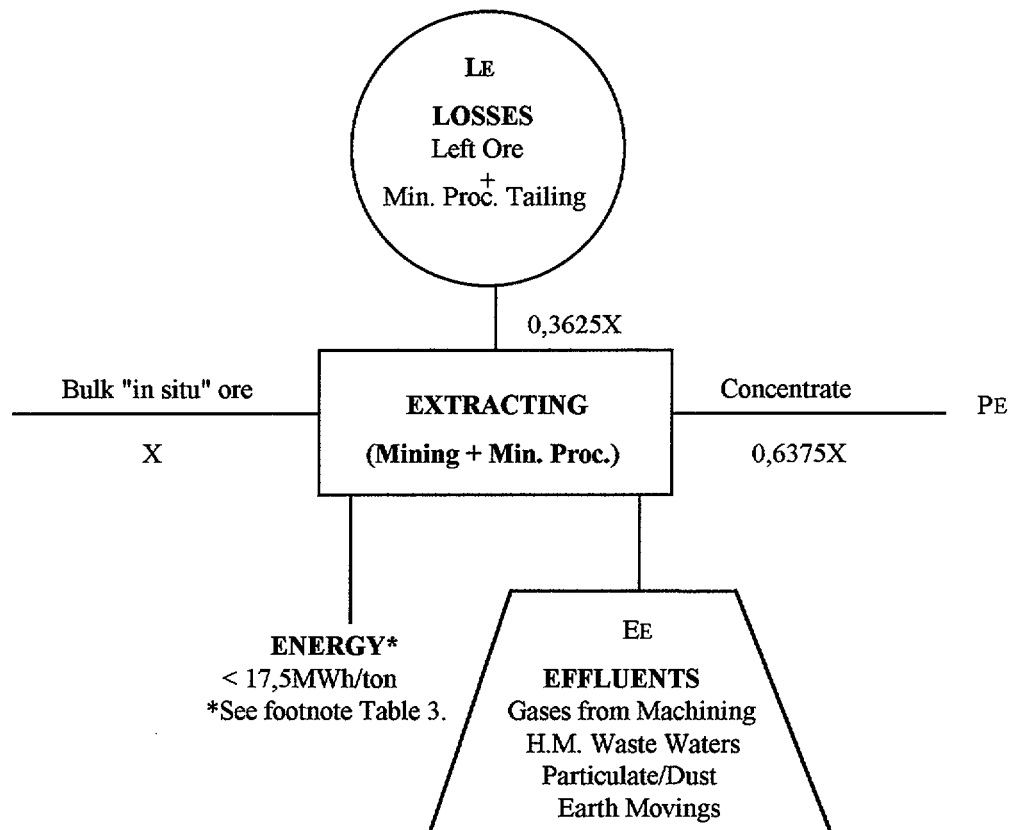 LE
LOSSES
Left Ore
+
Min. Proc. Tailing
0,3625X
Bulk "in situ" ore
X
EXTRACTING
(Mining + Min. Proc.)
Concentrate
0,6375X
PE
ENERGY*
< 17,5MWh/ton
*See footnote Table 3.
EE
EFFLUENTS
Gases from Machining
H.M. Waste Waters
Particulate/Dust
Earth Movings